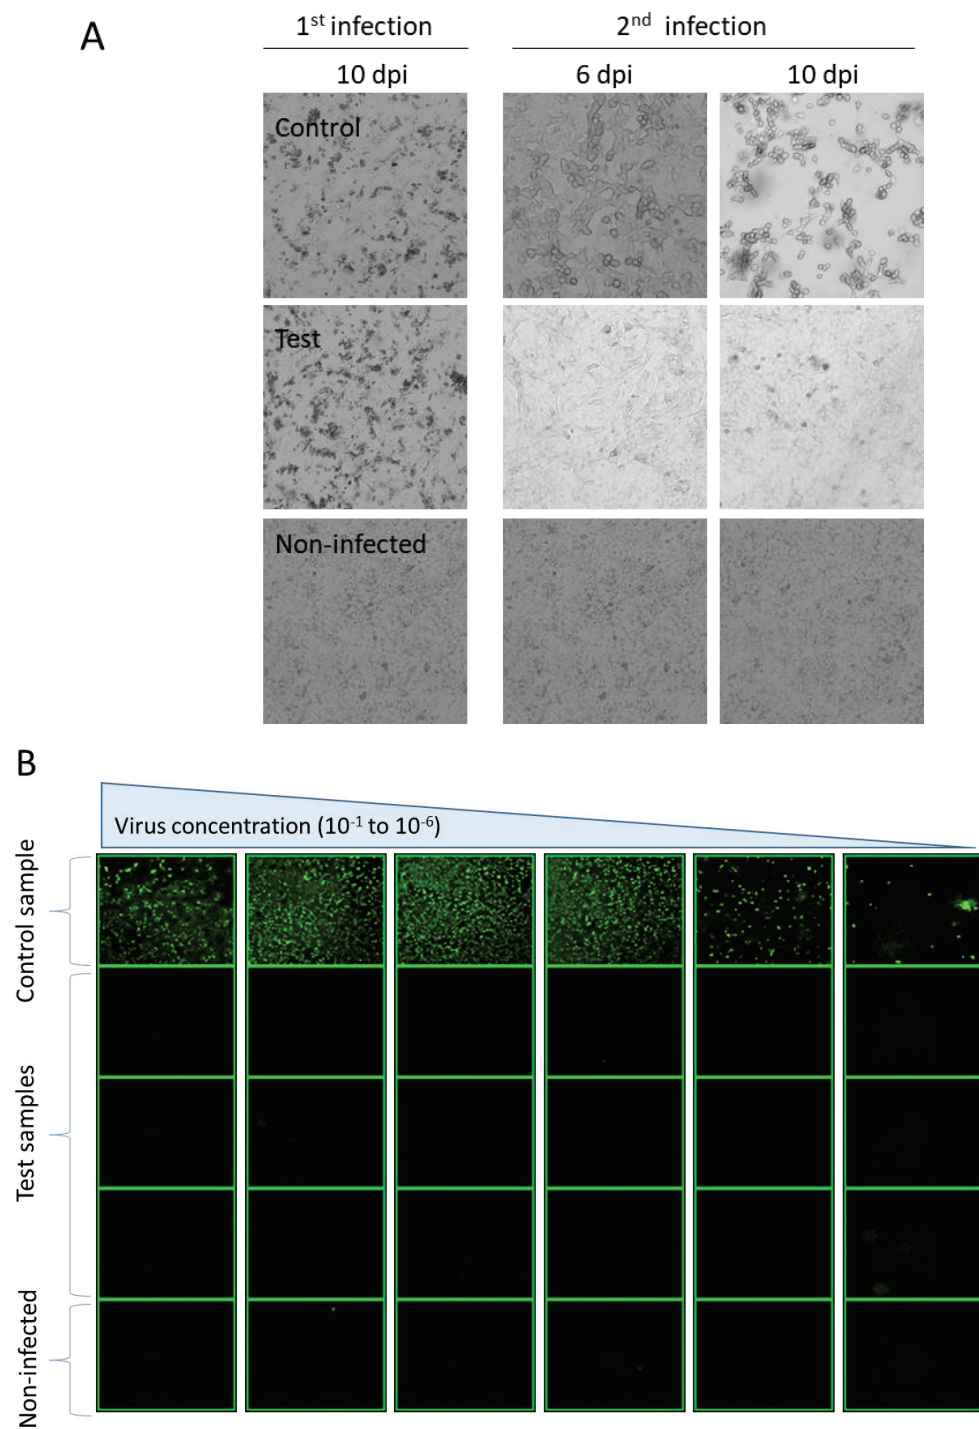 A
1st infection
2nd infection
10 dpi
6 dpi
10 dpi
Control
Test
Non-infected
B
Virus concentration (10-1 to 10-6)
Control sample
Test samples
Non-infected